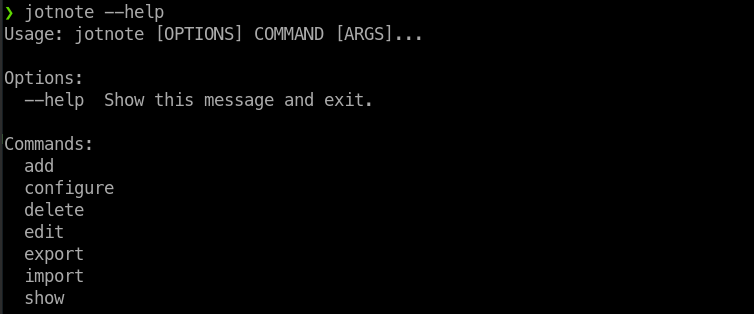 ❯ jotnote --help
Usage: jotnote [OPTIONS] COMMAND [ARGS]...

Options:
  --help  Show this message and exit.

Commands:
  add
  configure
  delete
  edit
  export
  import
  show